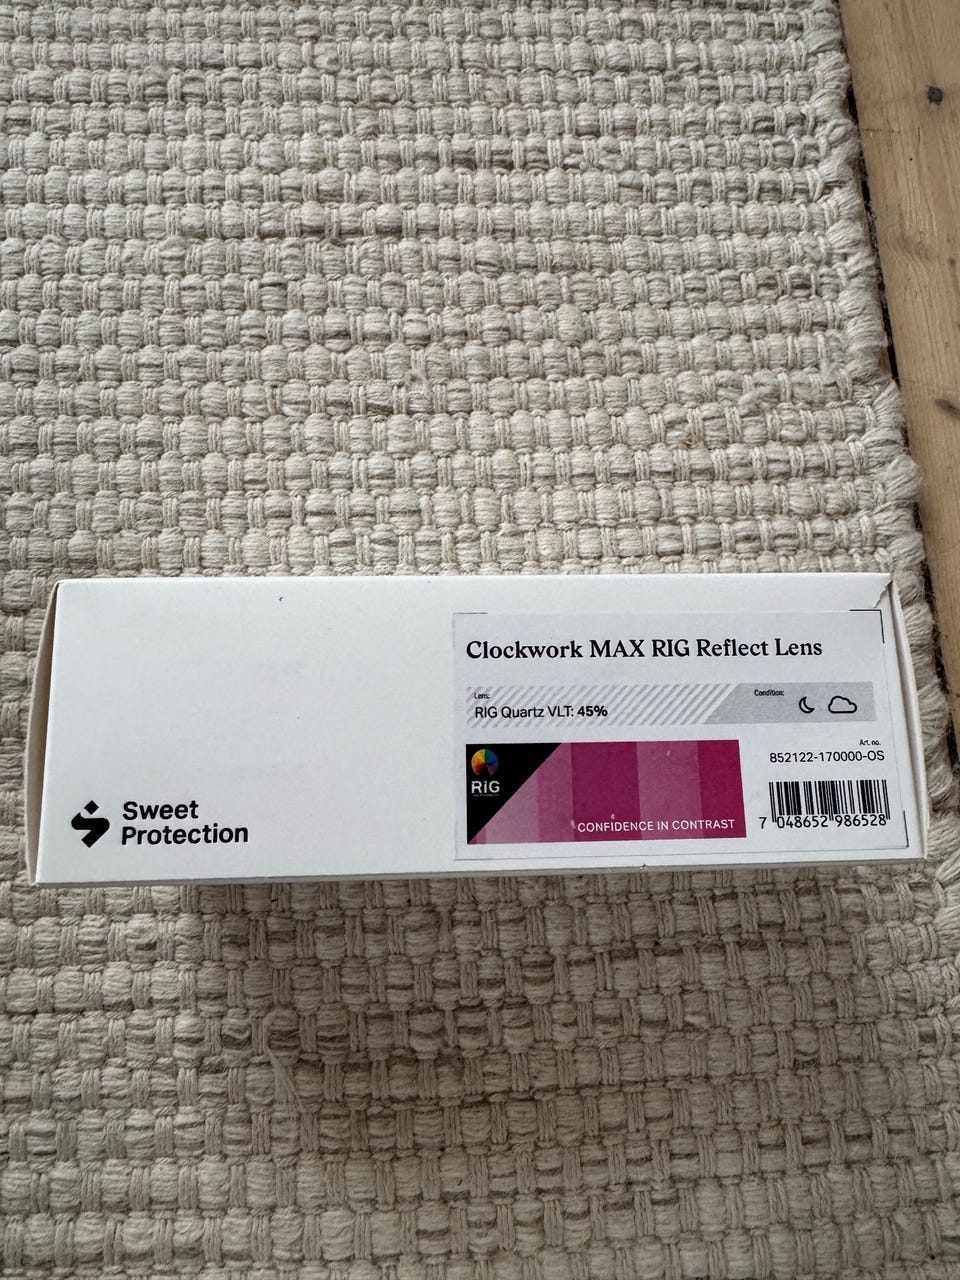 Clockwork MAX RIG Reflect Lens
Lens:
RIG Quartz VLT: 45%
Condition:
Art. no.
852122-170000-OS
RIG
CONFIDENCE IN CONTRAST
7 048652 986528
Sweet
Protection